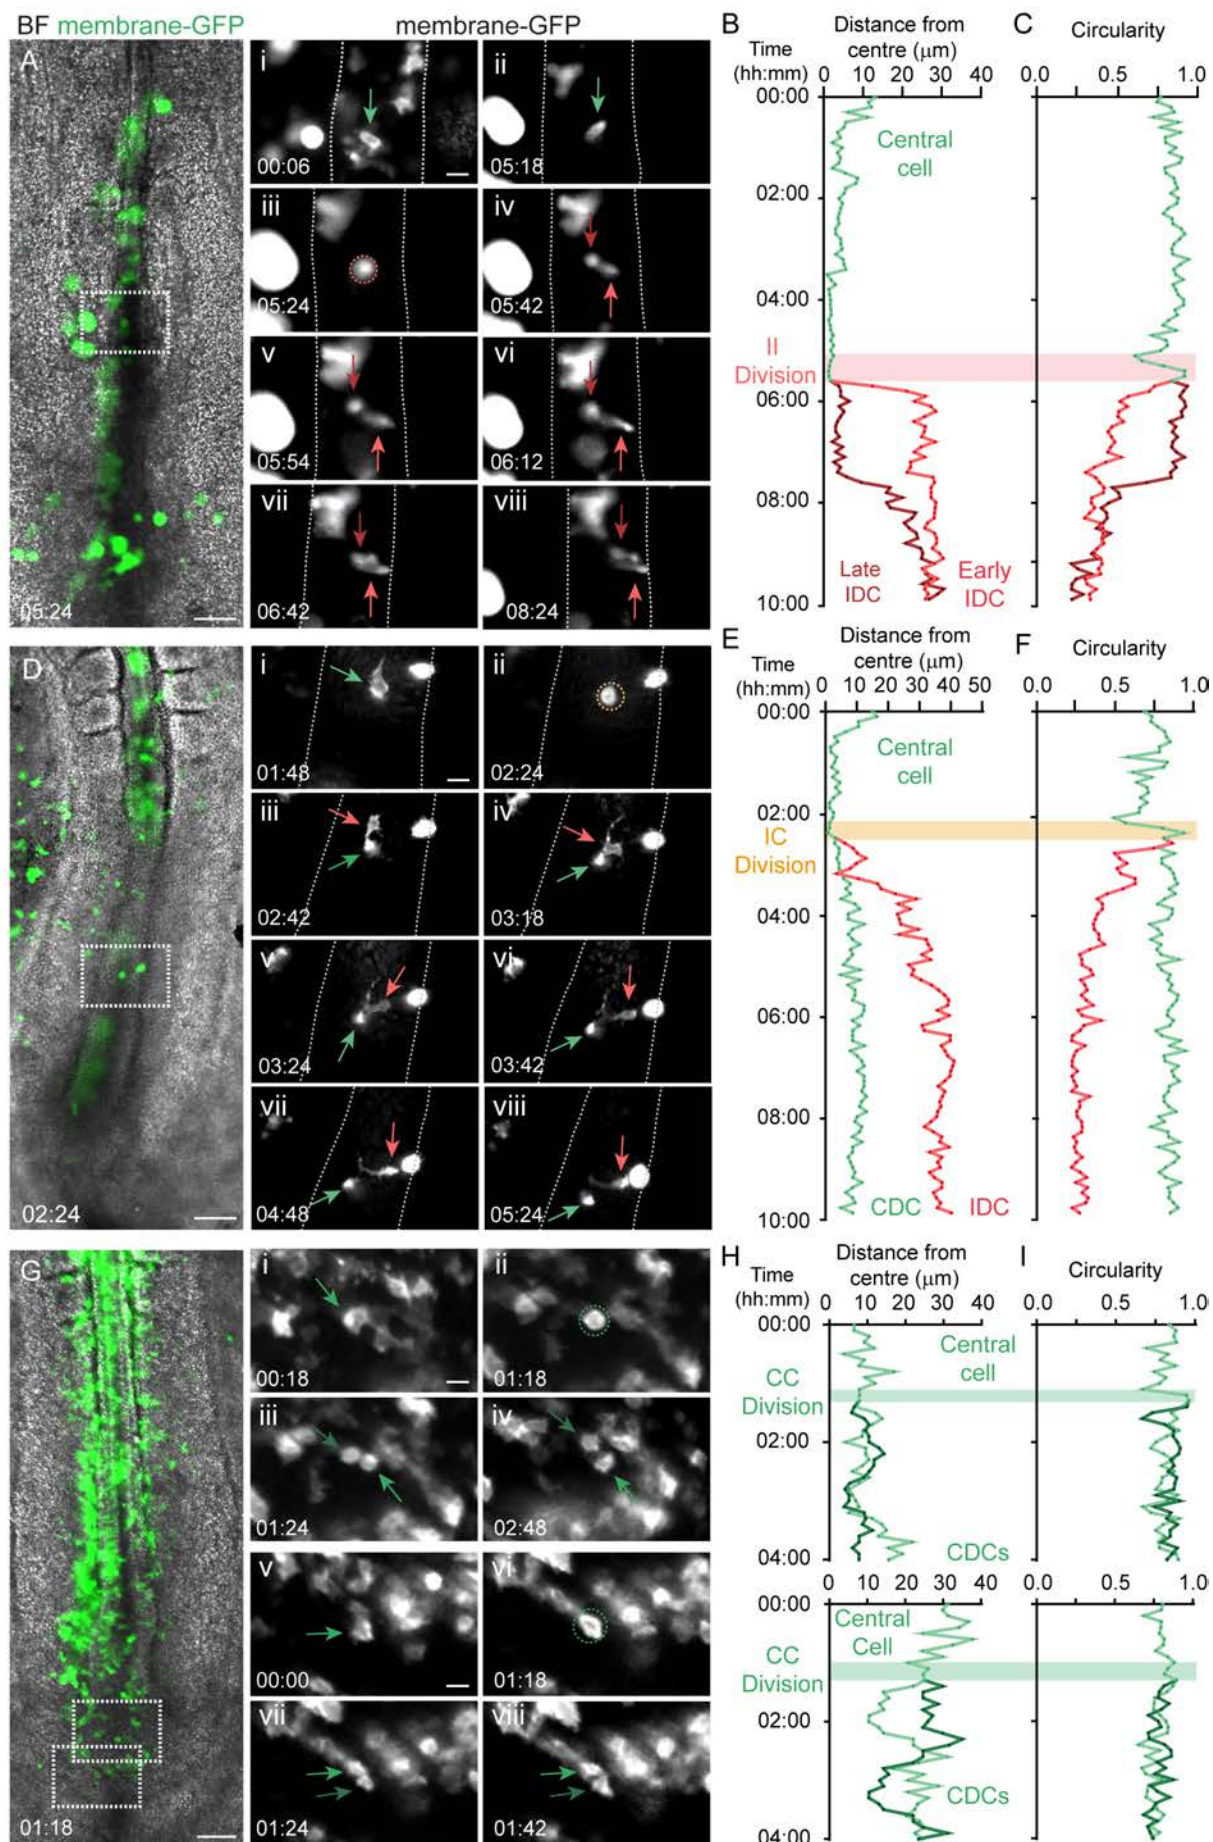 BF membrane-GFP
membrane-GFP
A
05:24
i
00:06
ii
05:18
iii
05:24
iv
05:42
v
05:54
vi
06:12
vii
06:42
viii
08:24
B
Time
(hh:mm)
Distance from
centre (μm)
0 10 20 30 40
00:00
02:00
04:00
06:00
08:00
10:00
Central
cell
II
Division
Late
IDC
Early
IDC
C
Circularity
0.0 0.5 1.0
D
02:24
i
01:48
ii
02:24
iii
02:42
iv
03:18
v
03:24
vi
03:42
vii
04:48
viii
05:24
E
Time
(hh:mm)
Distance from
centre (μm)
0 10 20 30 40 50
00:00
02:00
04:00
06:00
08:00
10:00
Central
cell
IC
Division
CDC
IDC
F
Circularity
0.0 0.5 1.0
G
01:18
i
00:18
ii
01:18
iii
01:24
iv
02:48
v
00:00
vi
01:18
vii
01:24
viii
01:42
H
Time
(hh:mm)
Distance from
centre (μm)
0 10 20 30 40
00:00
02:00
04:00
Central
cell
CC
Division
CDCs
I
Circularity
0.0 0.5 1.0
0 10 20 30 40
00:00
02:00
04:00
Central
Cell
CC
Division
CDCs
0.0 0.5 1.0